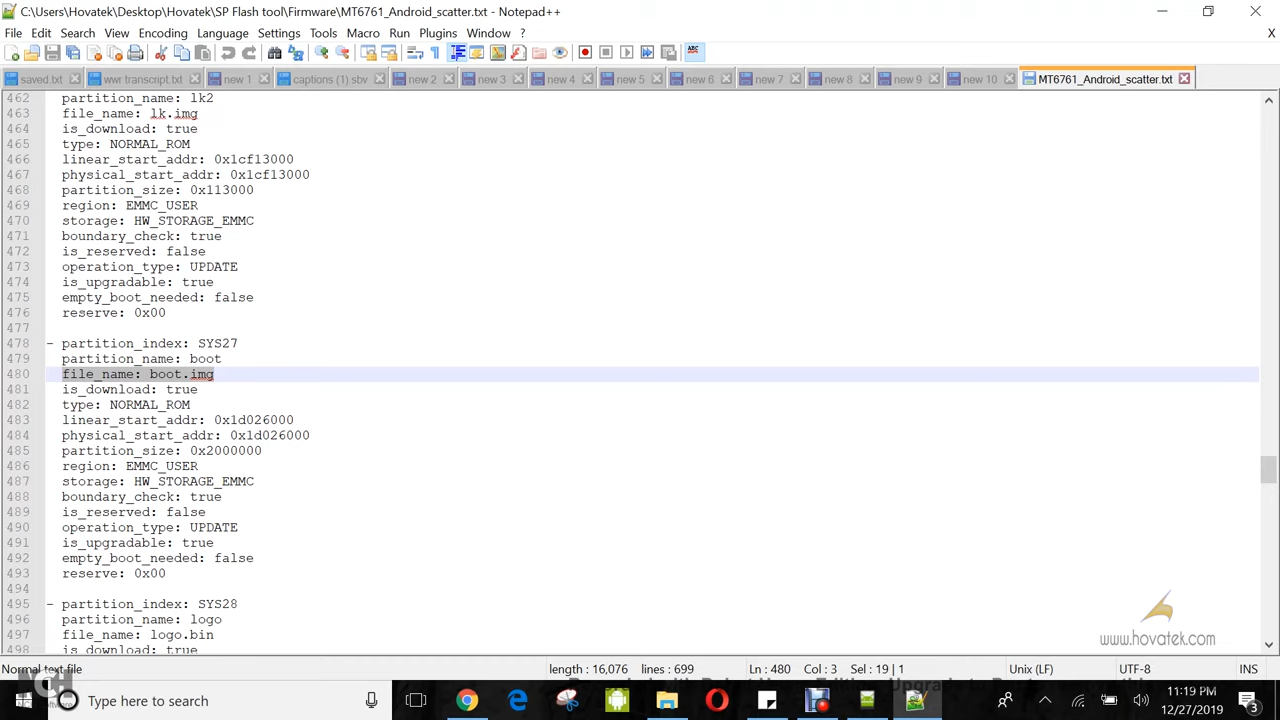 C:\Users\Hovatek\Desktop\Hovatek\SP Flash tool\Firmware\MT6761_Android_scatter.txt - Notepad++
File Edit Search View Encoding Language Settings Tools Macro Run Plugins Window ? X
saved.txt wwr transcript.txt new 1 captions (1).sbv new 2 new 3 new 4 new 5 new 6 new 7 new 8 new 9 new 10 MT6761_Android_scatter.txt
462 partition_name: lk2
463 file_name: lk.img
464 is_download: true
465 type: NORMAL_ROM
466 linear_start_addr: 0x1cf13000
467 physical_start_addr: 0x1cf13000
468 partition_size: 0x113000
469 region: EMMC_USER
470 storage: HW_STORAGE_EMMC
471 boundary_check: true
472 is_reserved: false
473 operation_type: UPDATE
474 is_upgradable: true
475 empty_boot_needed: false
476 reserve: 0x00
477
478 - partition_index: SYS27
479 partition_name: boot
480 file_name: boot.img
481 is_download: true
482 type: NORMAL_ROM
483 linear_start_addr: 0x1d026000
484 physical_start_addr: 0x1d026000
485 partition_size: 0x2000000
486 region: EMMC_USER
487 storage: HW_STORAGE_EMMC
488 boundary_check: true
489 is_reserved: false
490 operation_type: UPDATE
491 is_upgradable: true
492 empty_boot_needed: false
493 reserve: 0x00
494
495 - partition_index: SYS28
496 partition_name: logo
497 file_name: logo.bin
498 is_download: true
www.hovatek.com
Normal text file length : 16,076 lines : 699 Ln : 480 Col : 3 Sel : 19 | 1 Unix (LF) UTF-8 INS
NCH
Type here to search
11:19 PM
12/27/2019
3